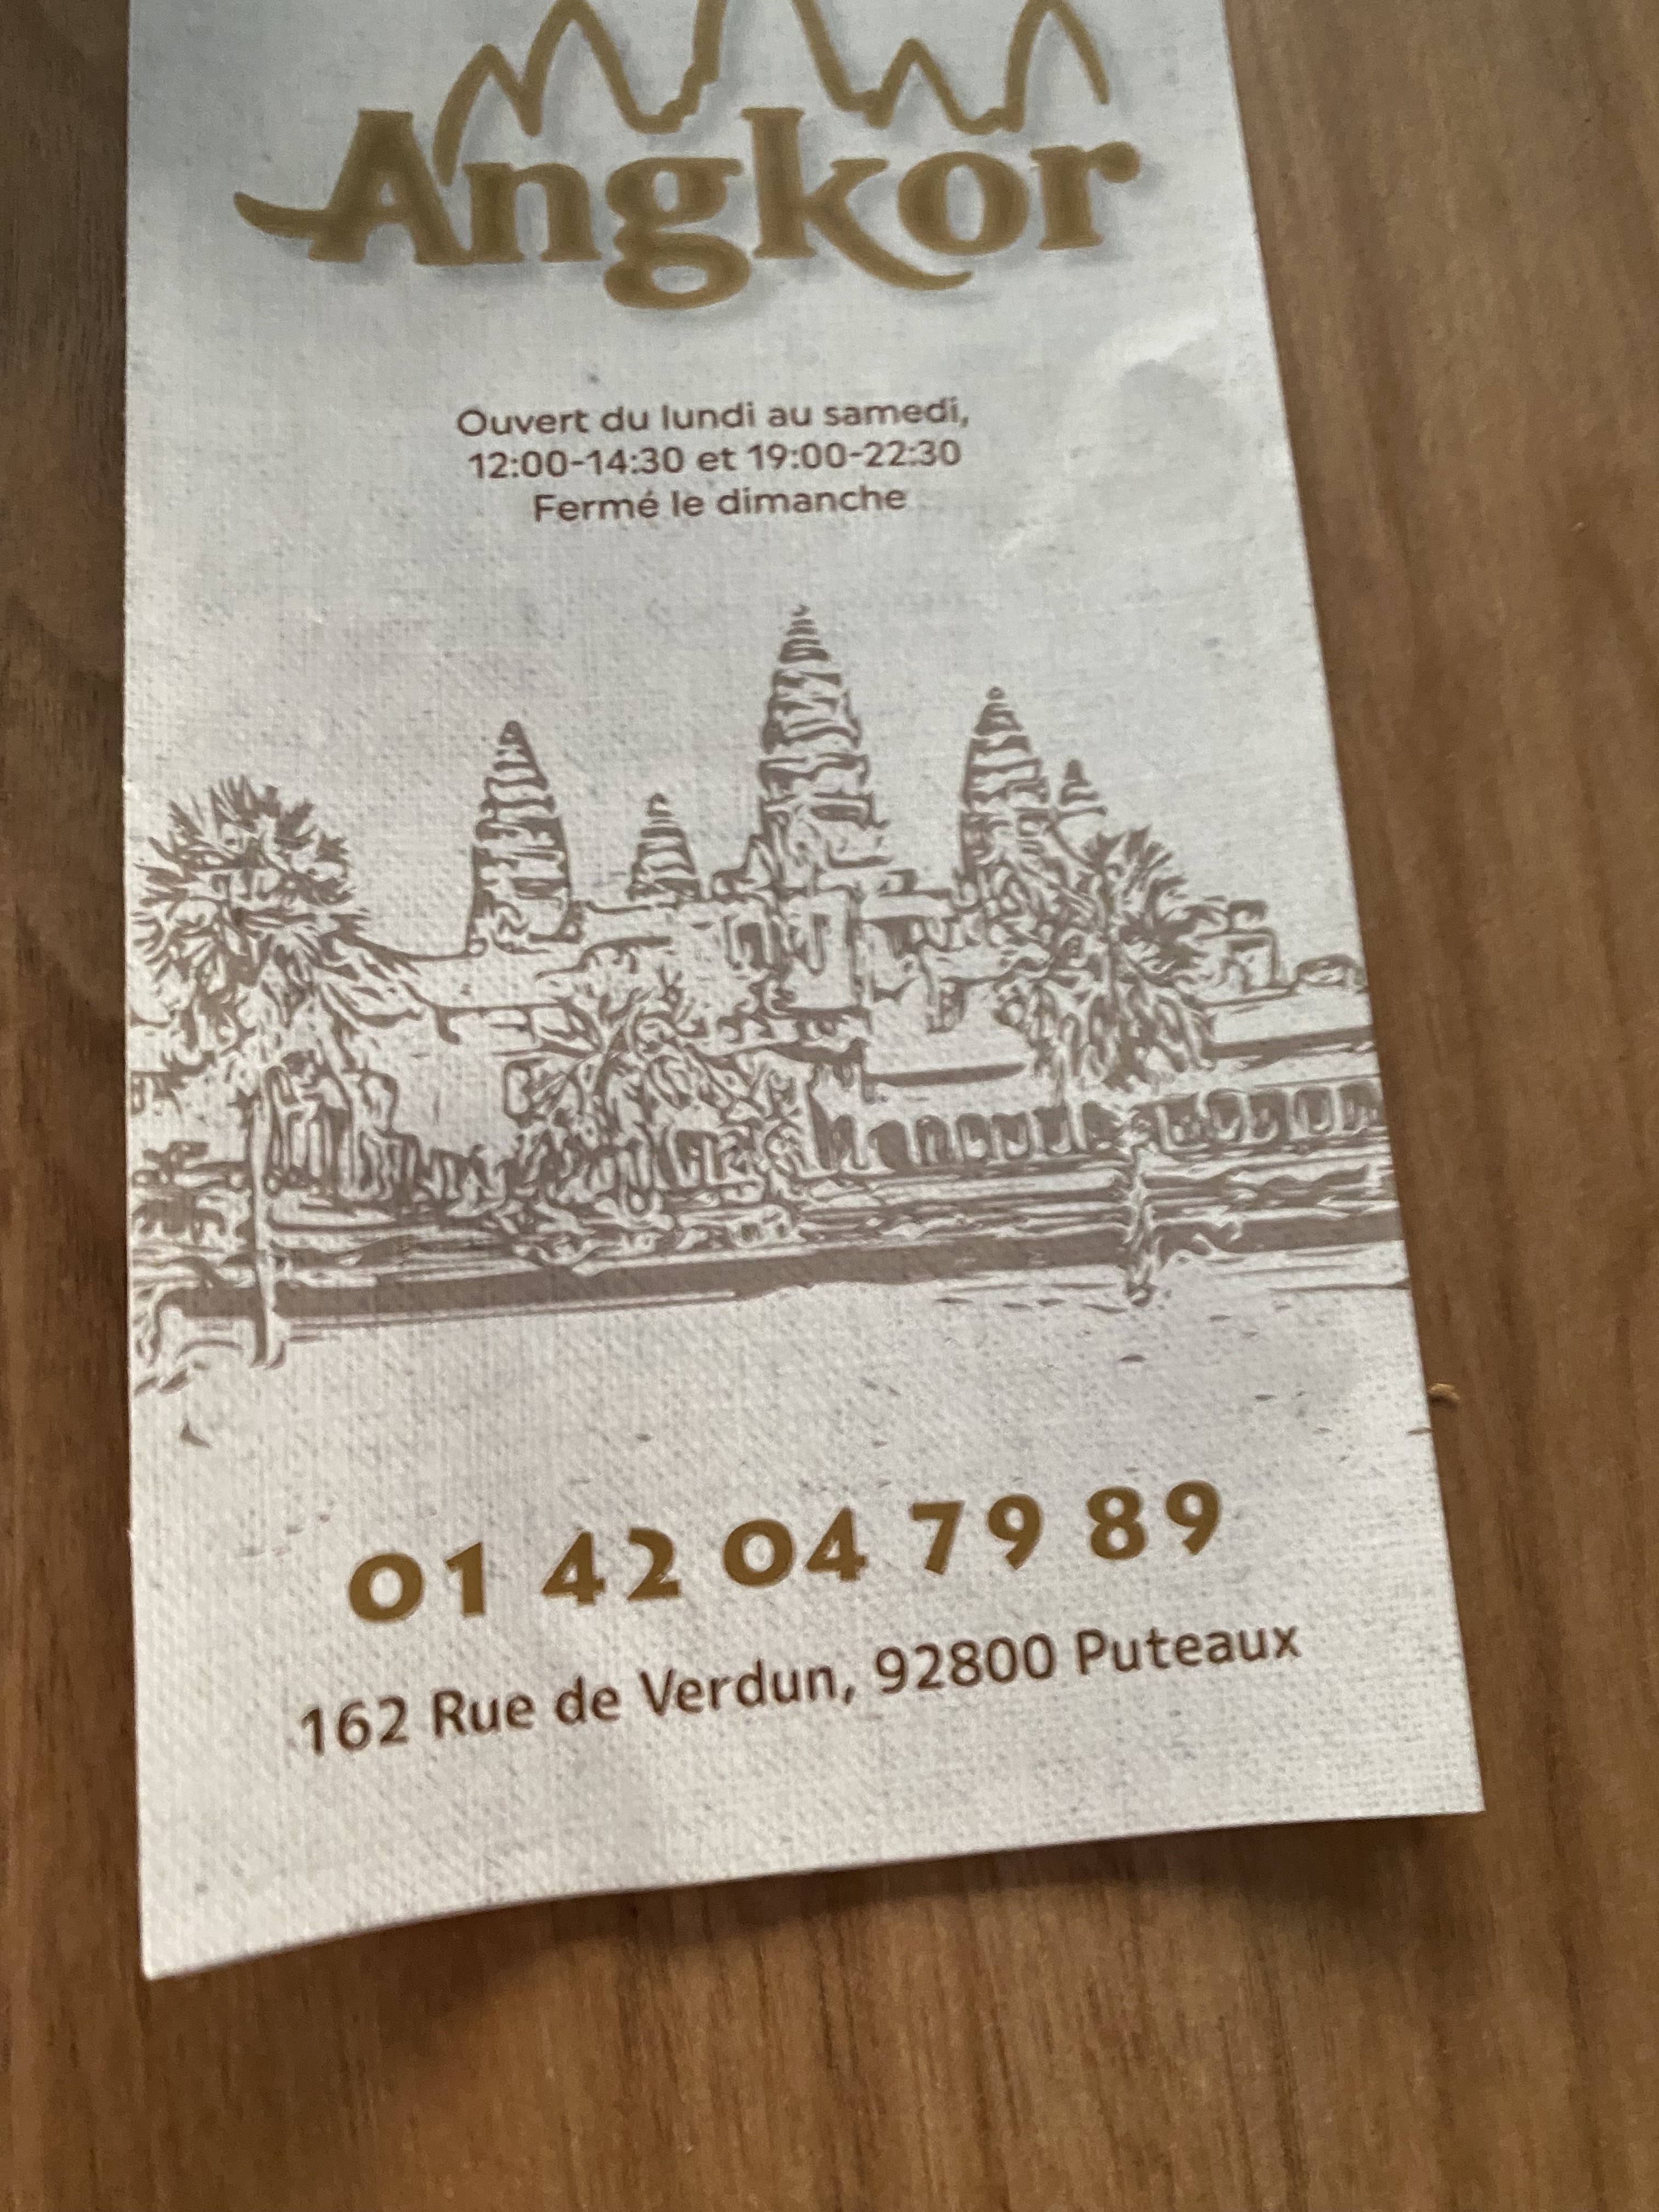 Angkor
Ouvert du lundi au samedi,
12:00-14:30 et 19:00-22:30
Fermé le dimanche
01 42 04 79 89
162 Rue de Verdun, 92800 Puteaux